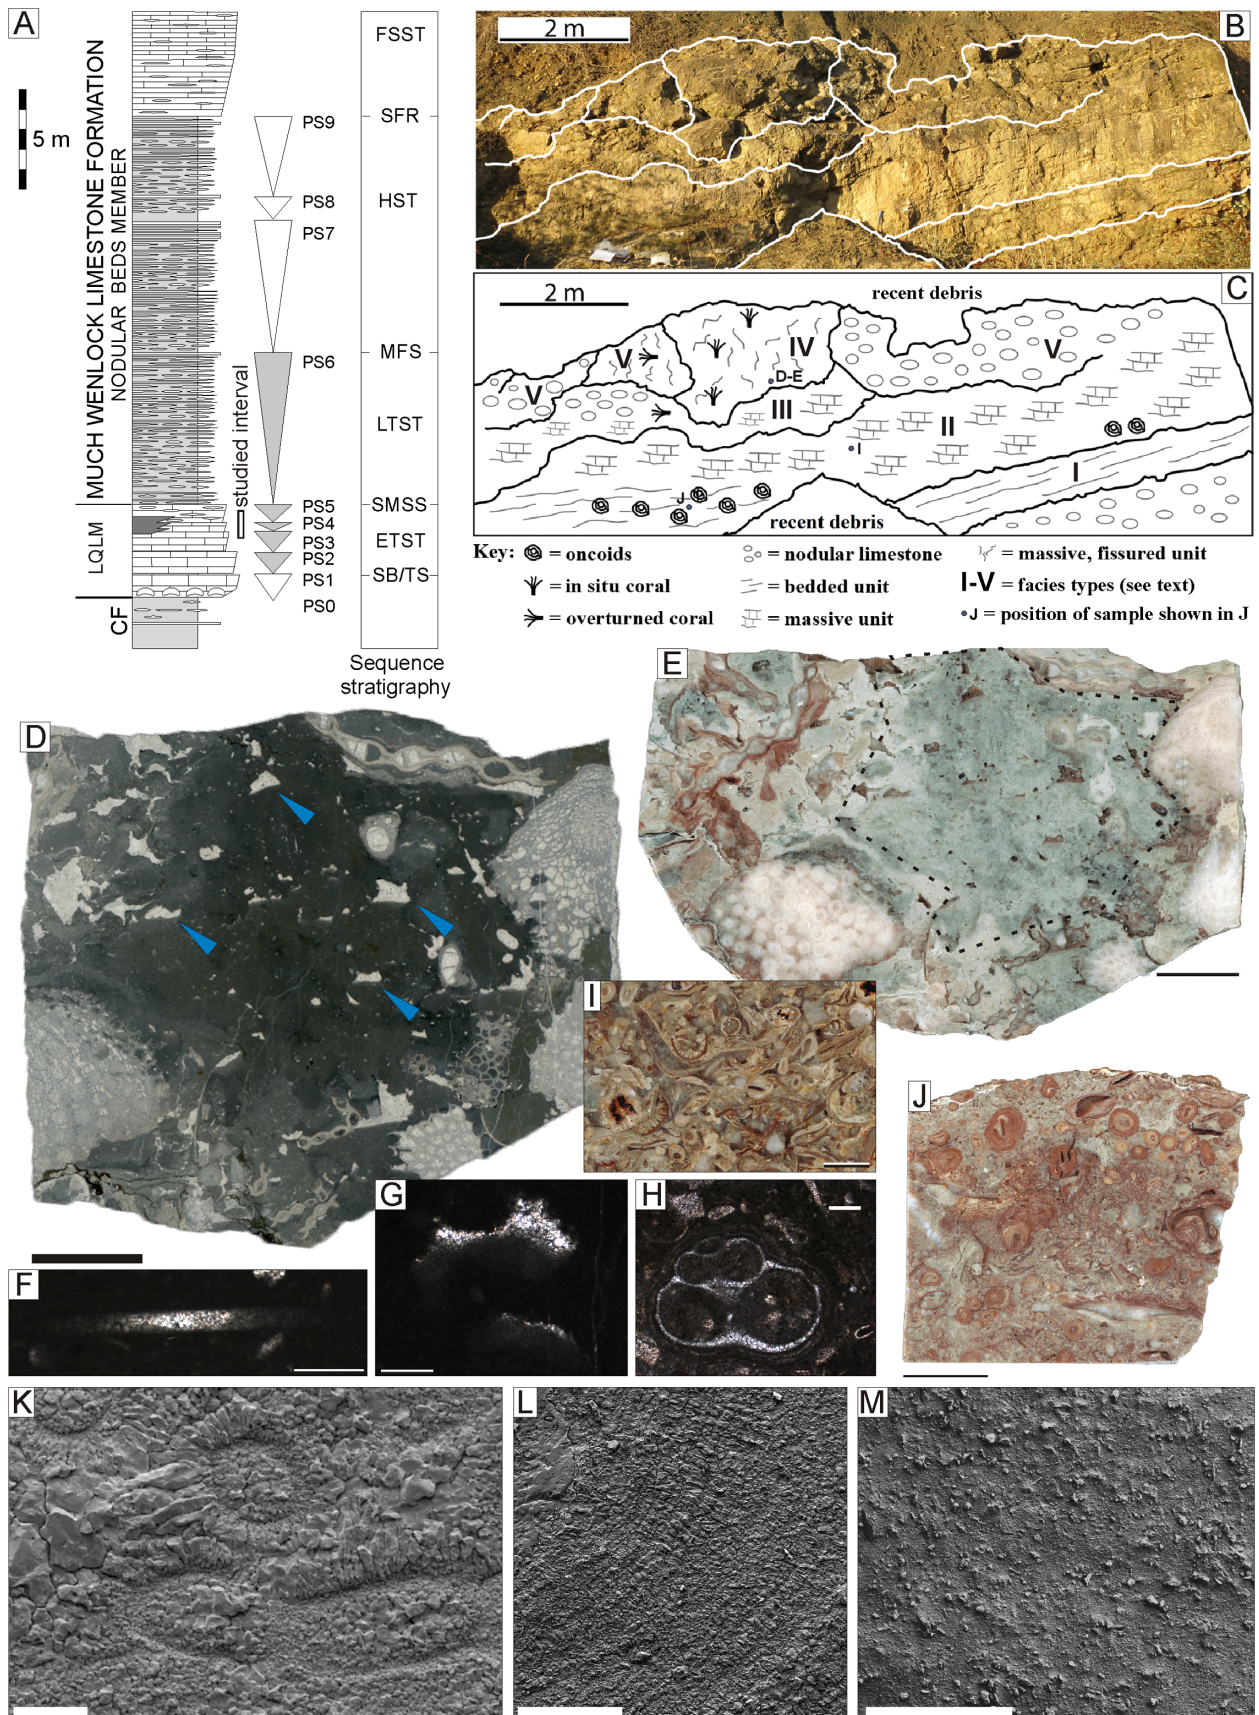 A
5 m
MUCH WENLOCK LIMESTONE FORMATION
NODULAR BEDS MEMBER
LQLM
CF
studied interval
PS9
PS8
PS7
PS6
PS5
PS4
PS3
PS2
PS1
PS0
FSST
SFR
HST
MFS
LTST
SMSS
ETST
SB/TS
Sequence
stratigraphy
B
2 m
C
2 m
recent debris
V
IV
V
V
D-E
III
II
I
I
J
recent debris
Key:
= oncoids
= nodular limestone
= massive, fissured unit
= in situ coral
= bedded unit
I-V = facies types (see text)
= overturned coral
= massive unit
J = position of sample shown in J
D
E
I
J
G
H
F
K
L
M